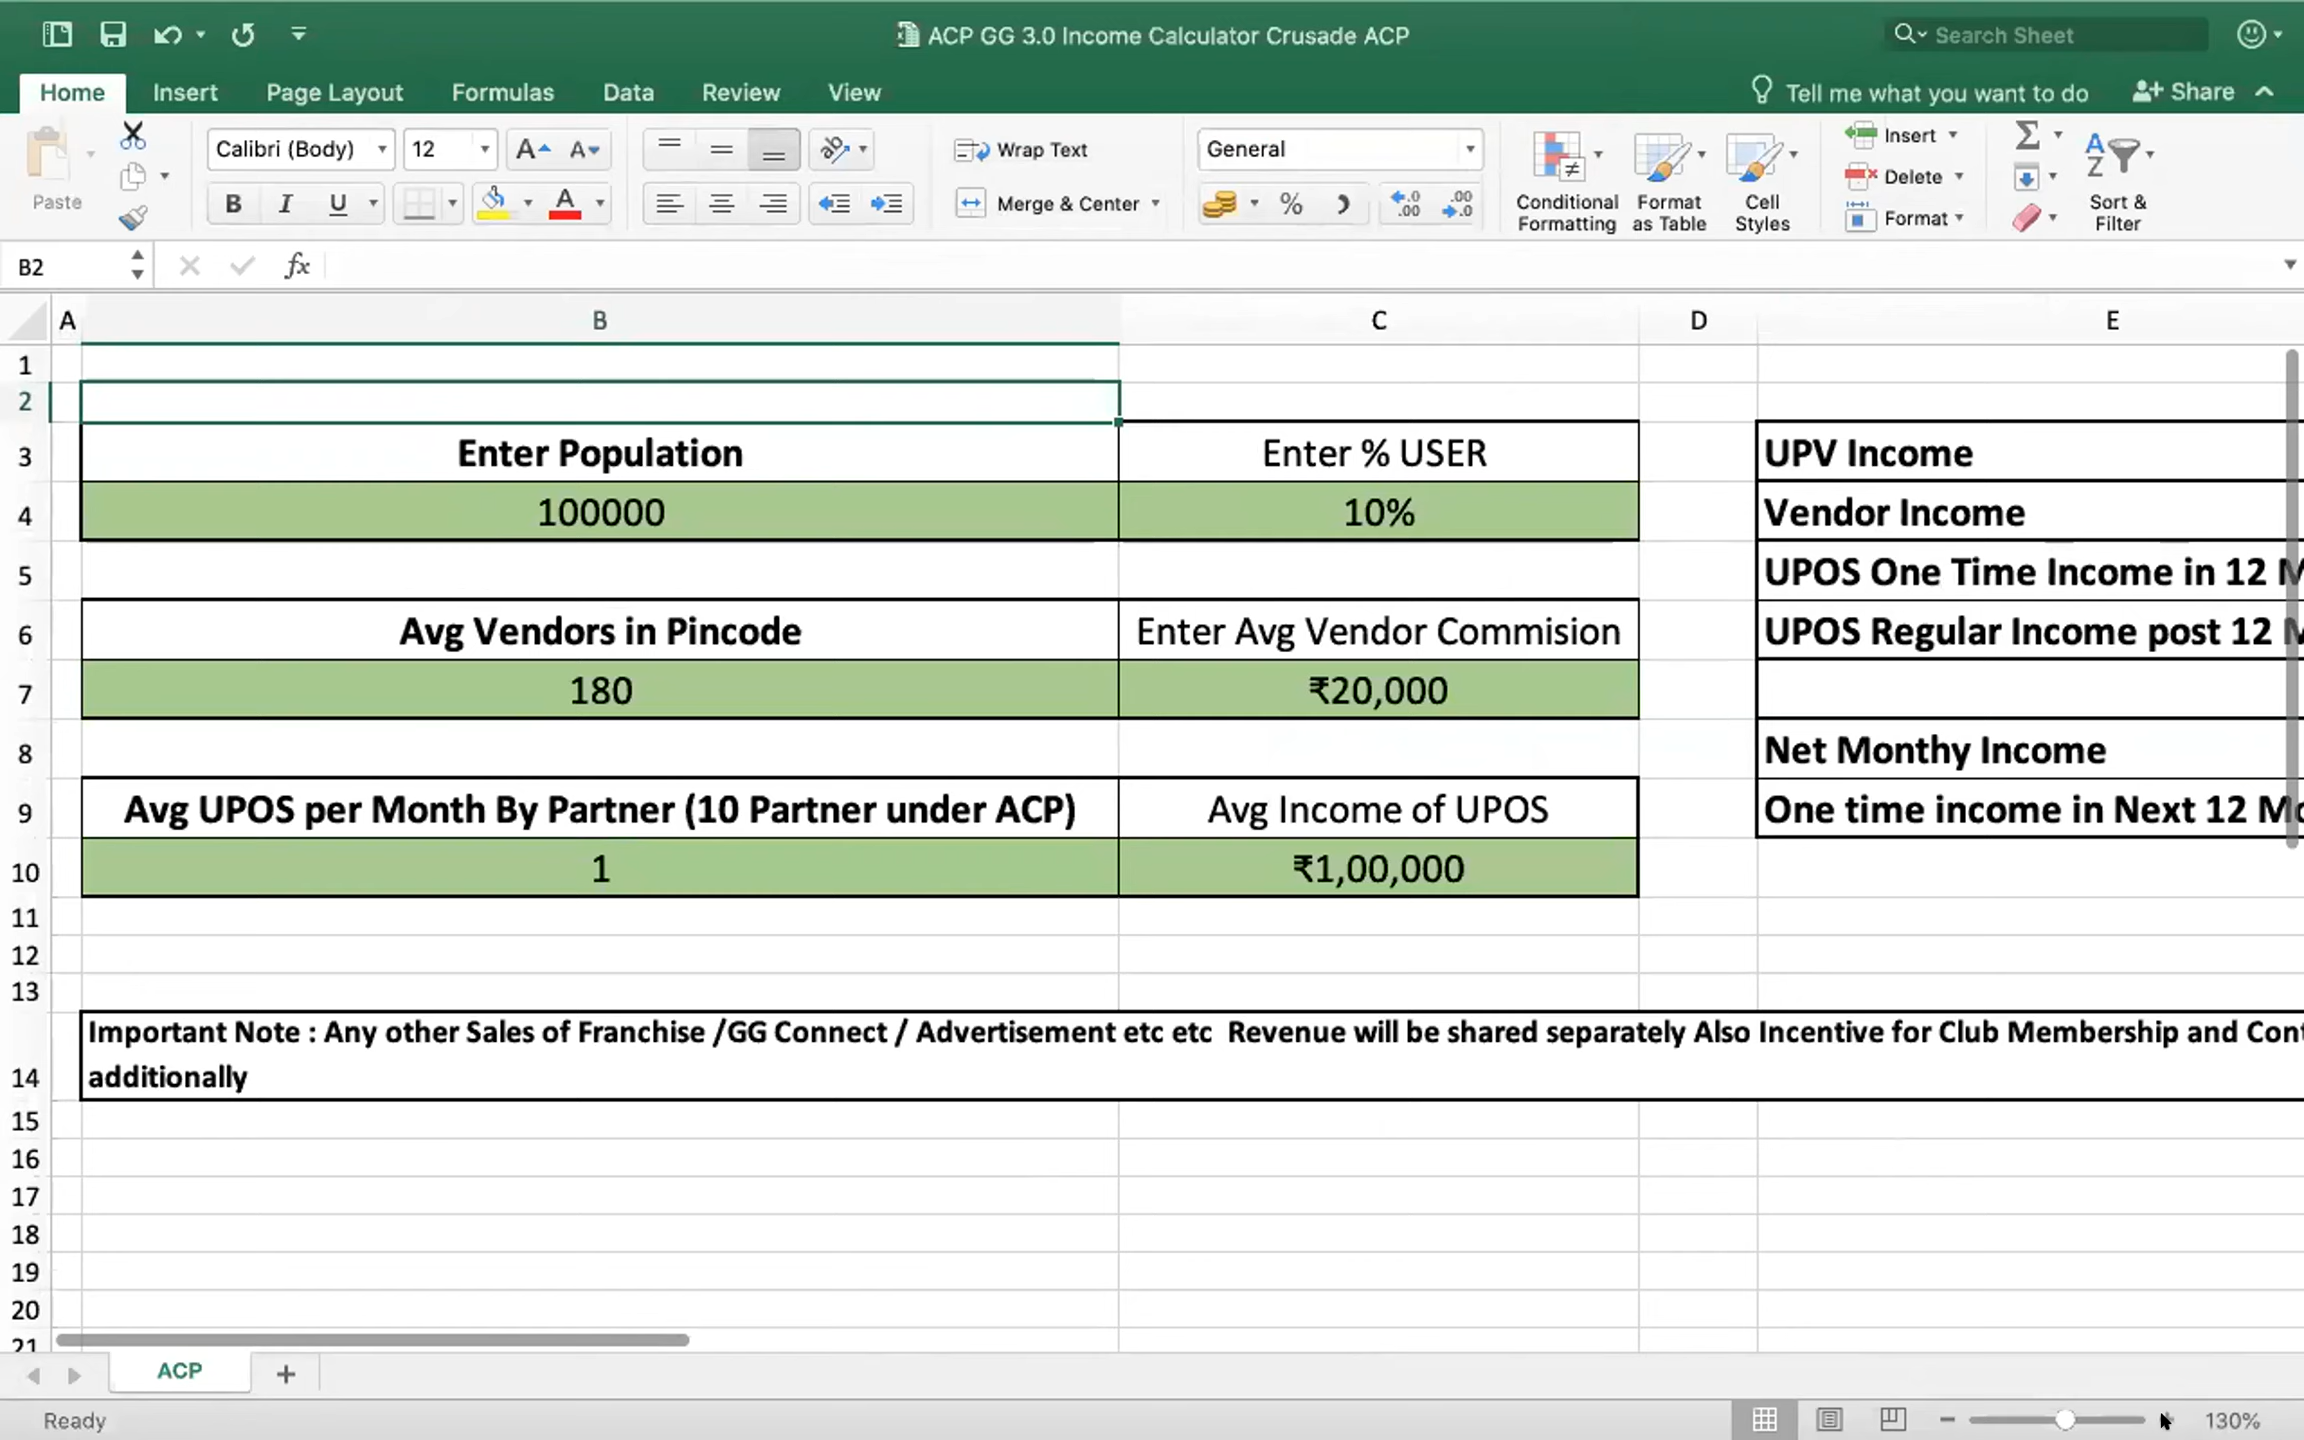 ACP GG 3.0 Income Calculator Crusade ACP
Search Sheet
Home Insert Page Layout Formulas Data Review View
Tell me what you want to do
Share
Paste
Calibri (Body)
12
Wrap Text
Merge & Center
General
Conditional Formatting
Format as Table
Cell Styles
Insert
Delete
Format
Sort & Filter
B2
fx
A B C D E
1
2
3 Enter Population Enter % USER UPV Income
4 100000 10% Vendor Income
5 UPOS One Time Income in 12
6 Avg Vendors in Pincode Enter Avg Vendor Commision UPOS Regular Income post 12
7 180 ₹20,000
8 Net Monthy Income
9 Avg UPOS per Month By Partner (10 Partner under ACP) Avg Income of UPOS One time income in Next 12
10 1 ₹1,00,000
11
12
13
Important Note : Any other Sales of Franchise /GG Connect / Advertisement etc etc Revenue will be shared separately Also Incentive for Club Membership and
14 additionally
15
16
17
18
19
20
21
ACP
Ready
130%